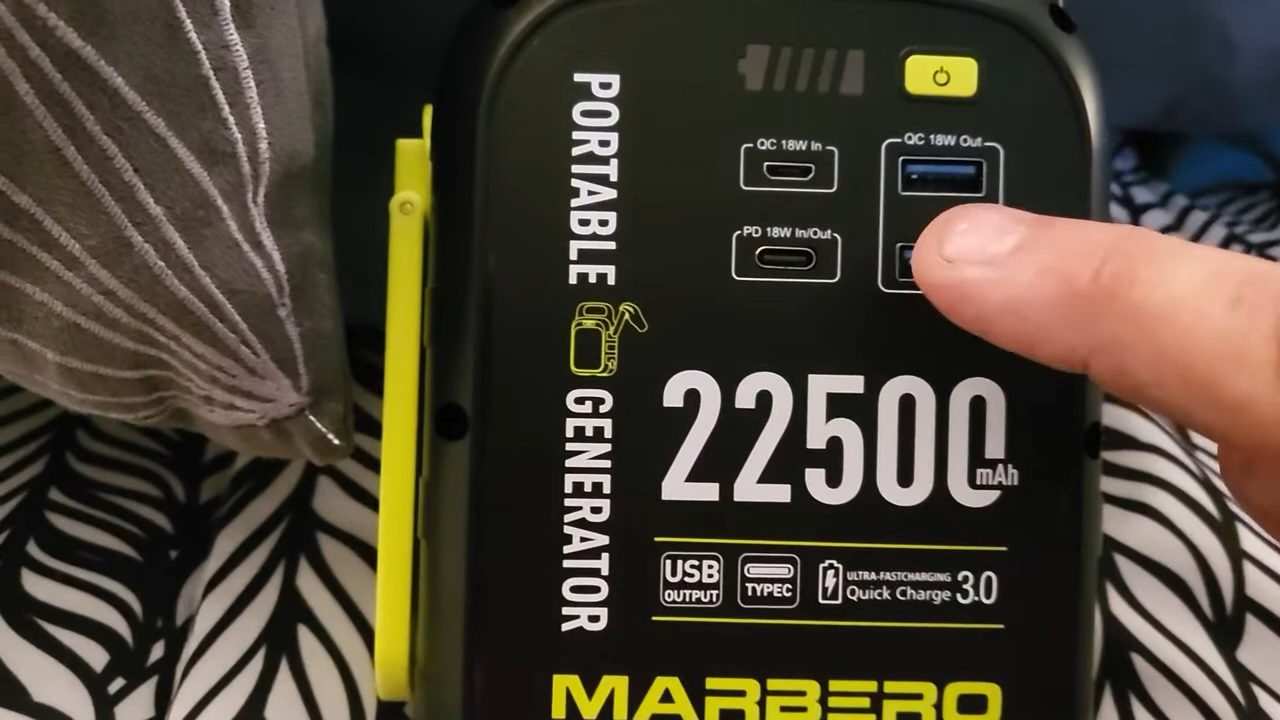 QC 18W In
QC 18W Out
PD 18W In/Out
PORTABLE GENERATOR
22500 mAh
USB OUTPUT
TYPEC
ULTRA-FASTCHARGING
Quick Charge 3.0
MARBERO